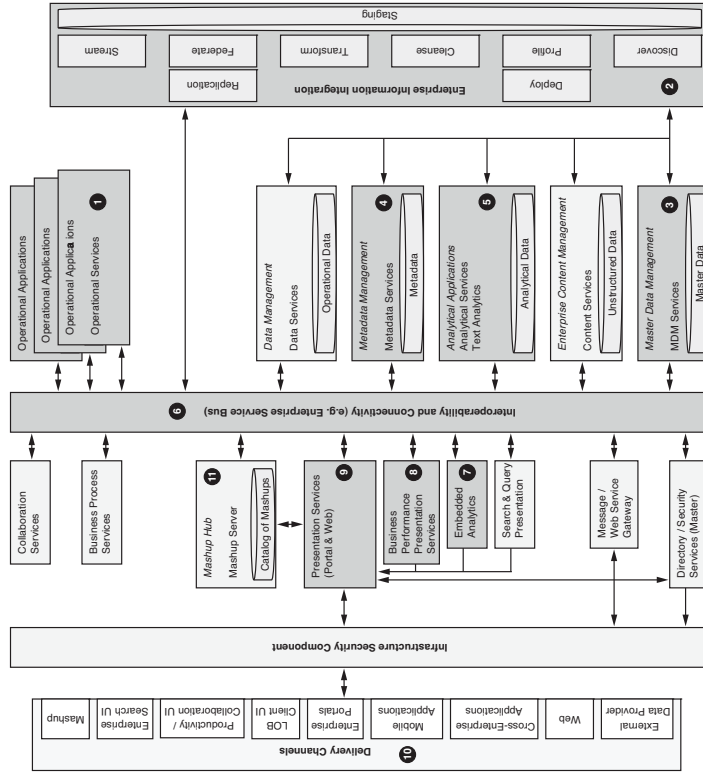 Staging
Stream
Federate
Transform
Cleanse
Profile
Discover
Replication
Deploy
Enterprise Information Integration
2
Operational Applications
Operational Applications
Operational Applications
Operational Services
1
Data Management
Data Services
Operational Data
Metadata Management
Metadata Services
Metadata
4
Analytical Applications
Analytical Services
Text Analytics
Analytical Data
5
Enterprise Content Management
Content Services
Unstructured Data
Master Data Management
MDM Services
Master Data
3
6
Interoperability and Connectivity (e.g. Enterprise Service Bus)
Collaboration
Services
Business Process
Services
11
Mashup Hub
Mashup Server
Catalog of Mashups
9
Presentation Services
(Portal & Web)
8
Business
Performance
Presentation
Services
7
Embedded
Analytics
Search & Query
Presentation
Message /
Web Service
Gateway
Directory / Security
Services (Master)
Infrastructure Security Component
Mashup
Enterprise
Search UI
Productivity /
Collaboration UI
LOB
Client UI
Enterprise
Portals
Mobile
Applications
Cross-Enterprise
Applications
Web
External
Data Provider
Delivery Channels
10